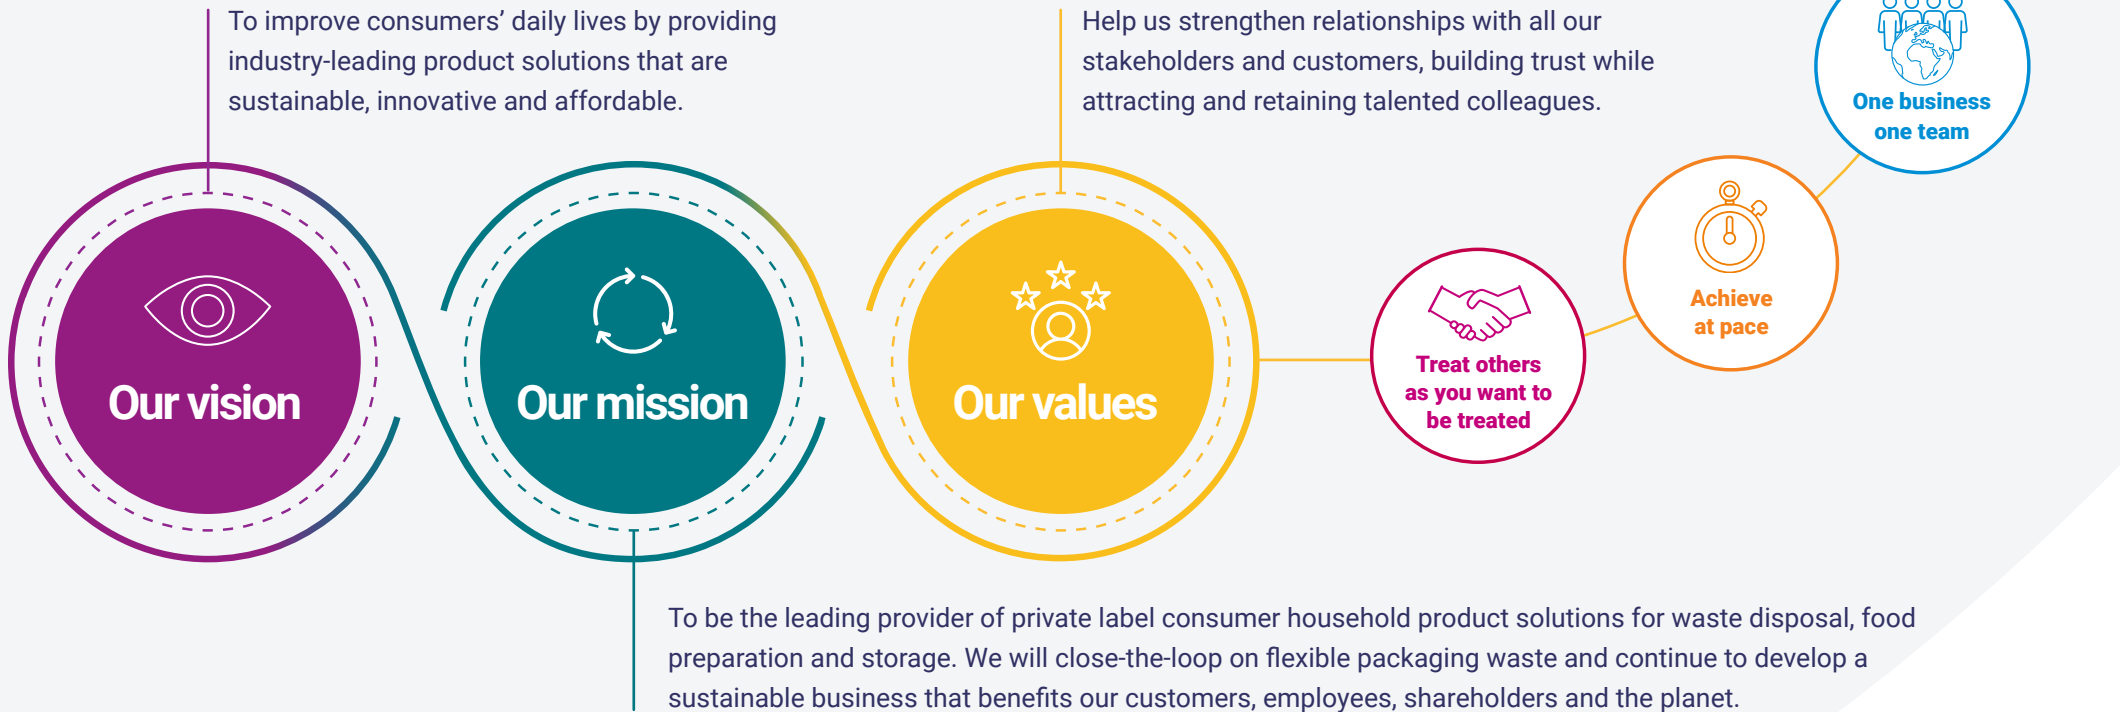 To improve consumers’ daily lives by providing
industry-leading product solutions that are
sustainable, innovative and affordable.
Help us strengthen relationships with all our
stakeholders and customers, building trust while
attracting and retaining talented colleagues.
One business
one team
Achieve
at pace
Treat others
as you want to
be treated
Our vision
Our mission
Our values
To be the leading provider of private label consumer household product solutions for waste disposal, food
preparation and storage. We will close-the-loop on flexible packaging waste and continue to develop a
sustainable business that benefits our customers, employees, shareholders and the planet.